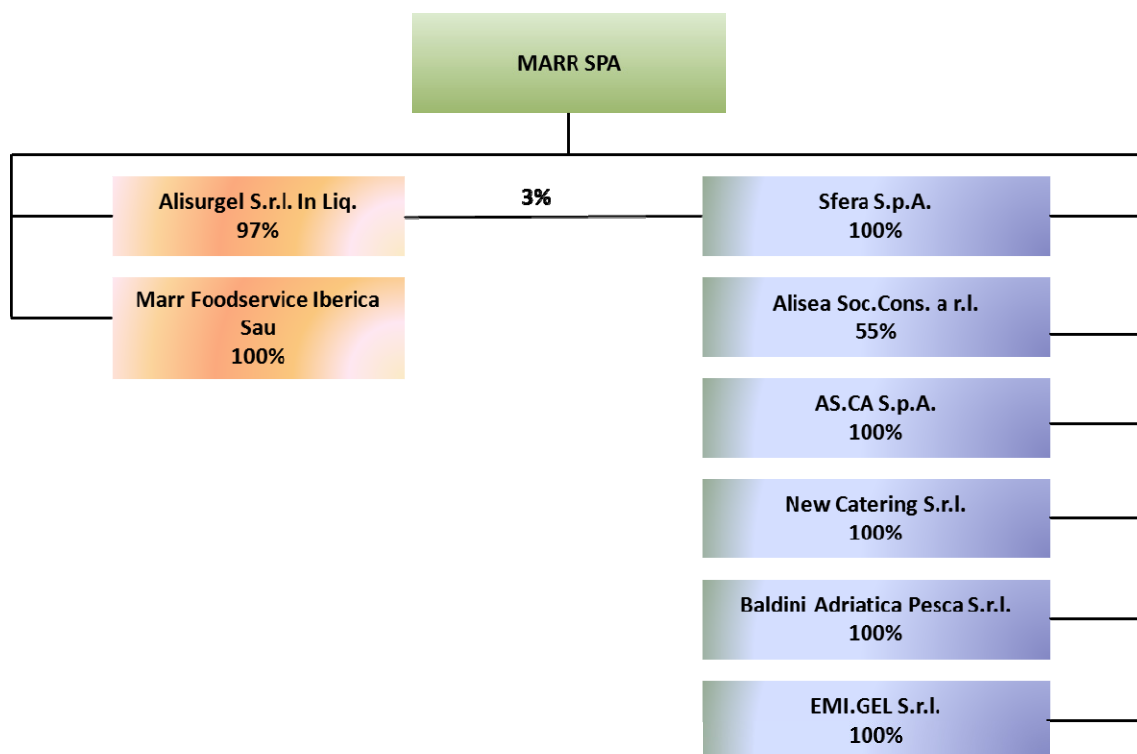 MARR SPA
Alisurgel S.r.l. In Liq.
97%
3%
Sfera S.p.A.
100%
Marr Foodservice Iberica
Sau
100%
Alisea Soc.Cons. a r.l.
55%
AS.CA S.p.A.
100%
New Catering S.r.l.
100%
Baldini Adriatica Pesca S.r.l.
100%
EMI.GEL S.r.l.
100%